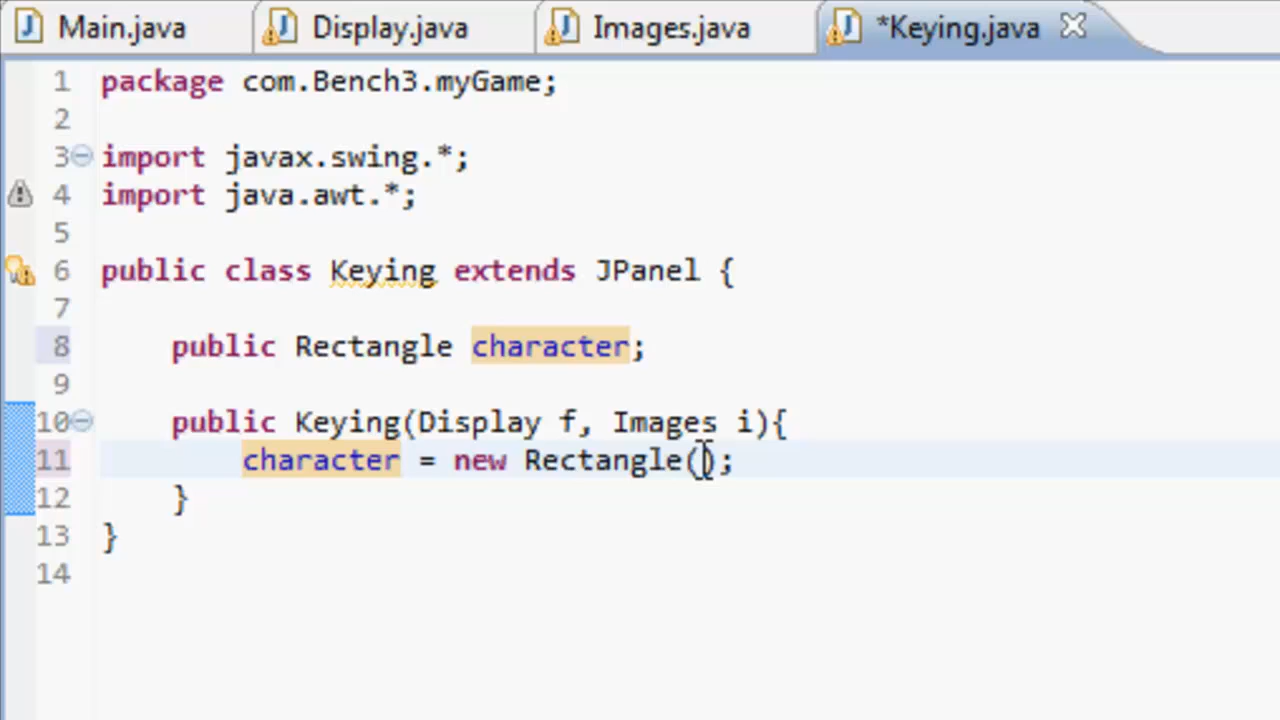 Main.java Display.java Images.java *Keying.java
1 package com.Bench3.myGame;
2
3 import javax.swing.*;
4 import java.awt.*;
5
6 public class Keying extends JPanel {
7
8 public Rectangle character;
9
10 public Keying(Display f, Images i){
11 character = new Rectangle();
12 }
13 }
14